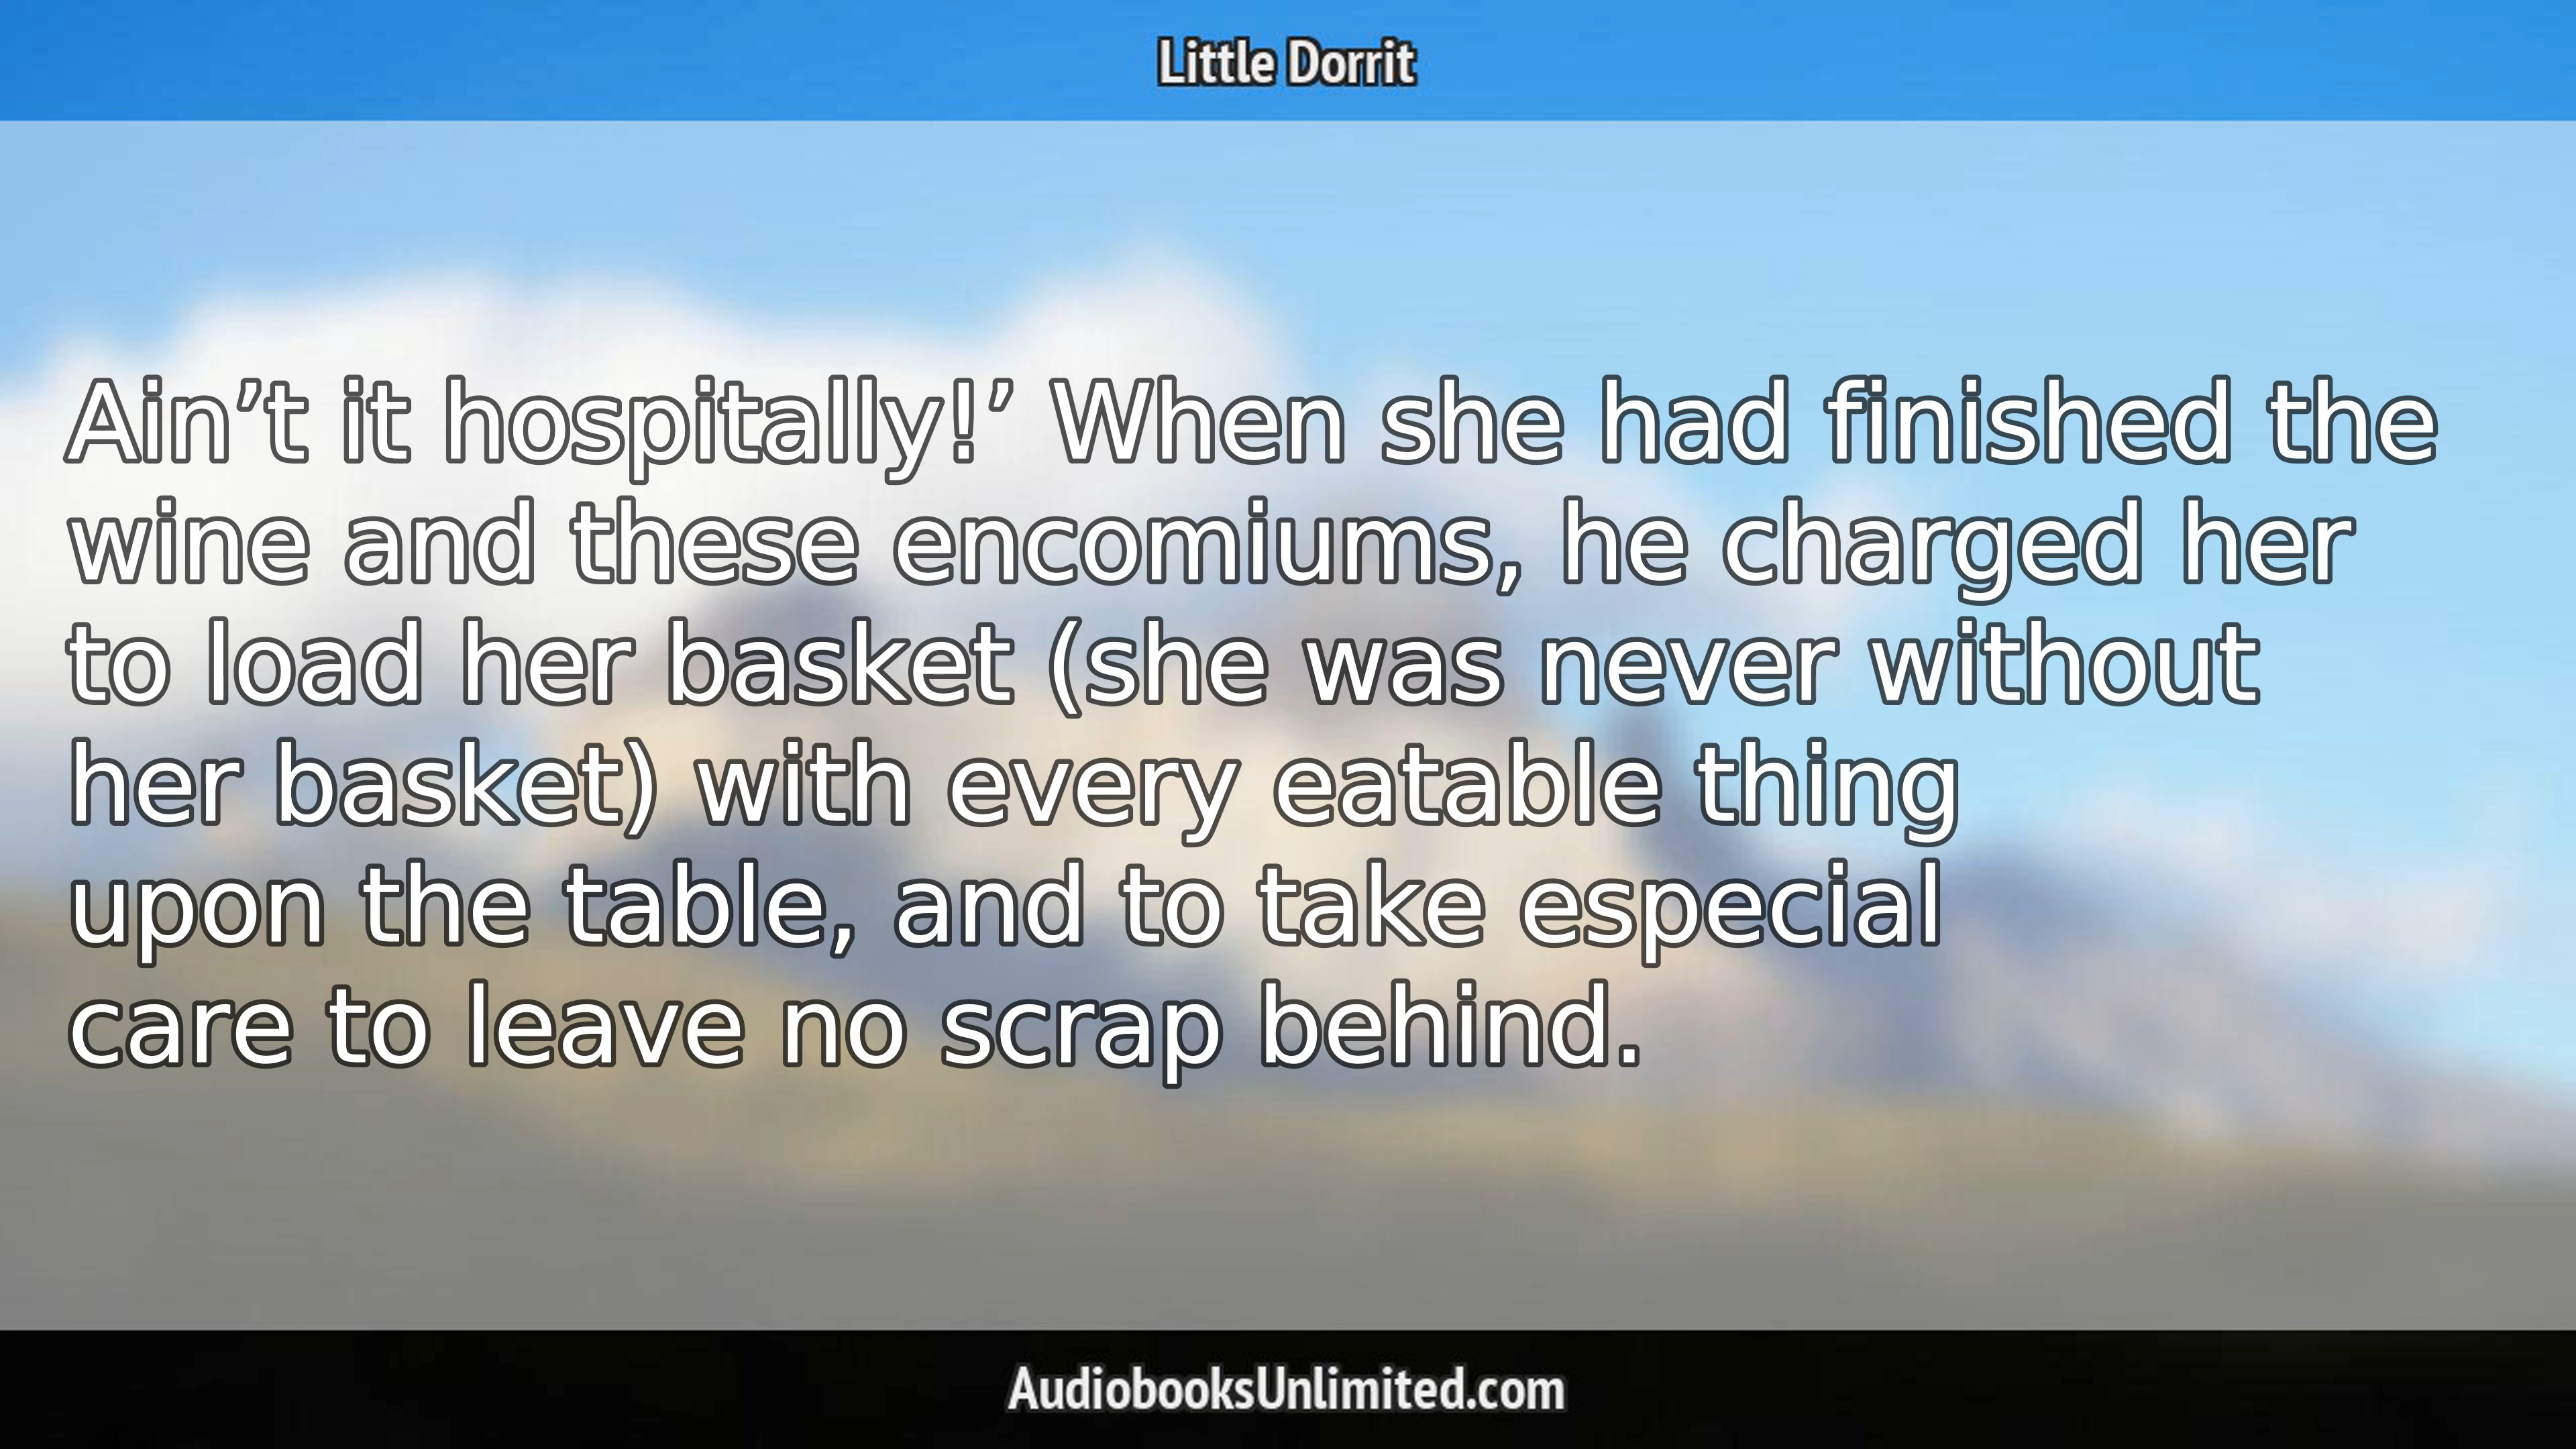 Little Dorrit
Ain’t it hospitally!’ When she had finished the
wine and these encomiums, he charged her
to load her basket (she was never without
her basket) with every eatable thing
upon the table, and to take especial
care to leave no scrap behind.
AudiobooksUnlimited.com